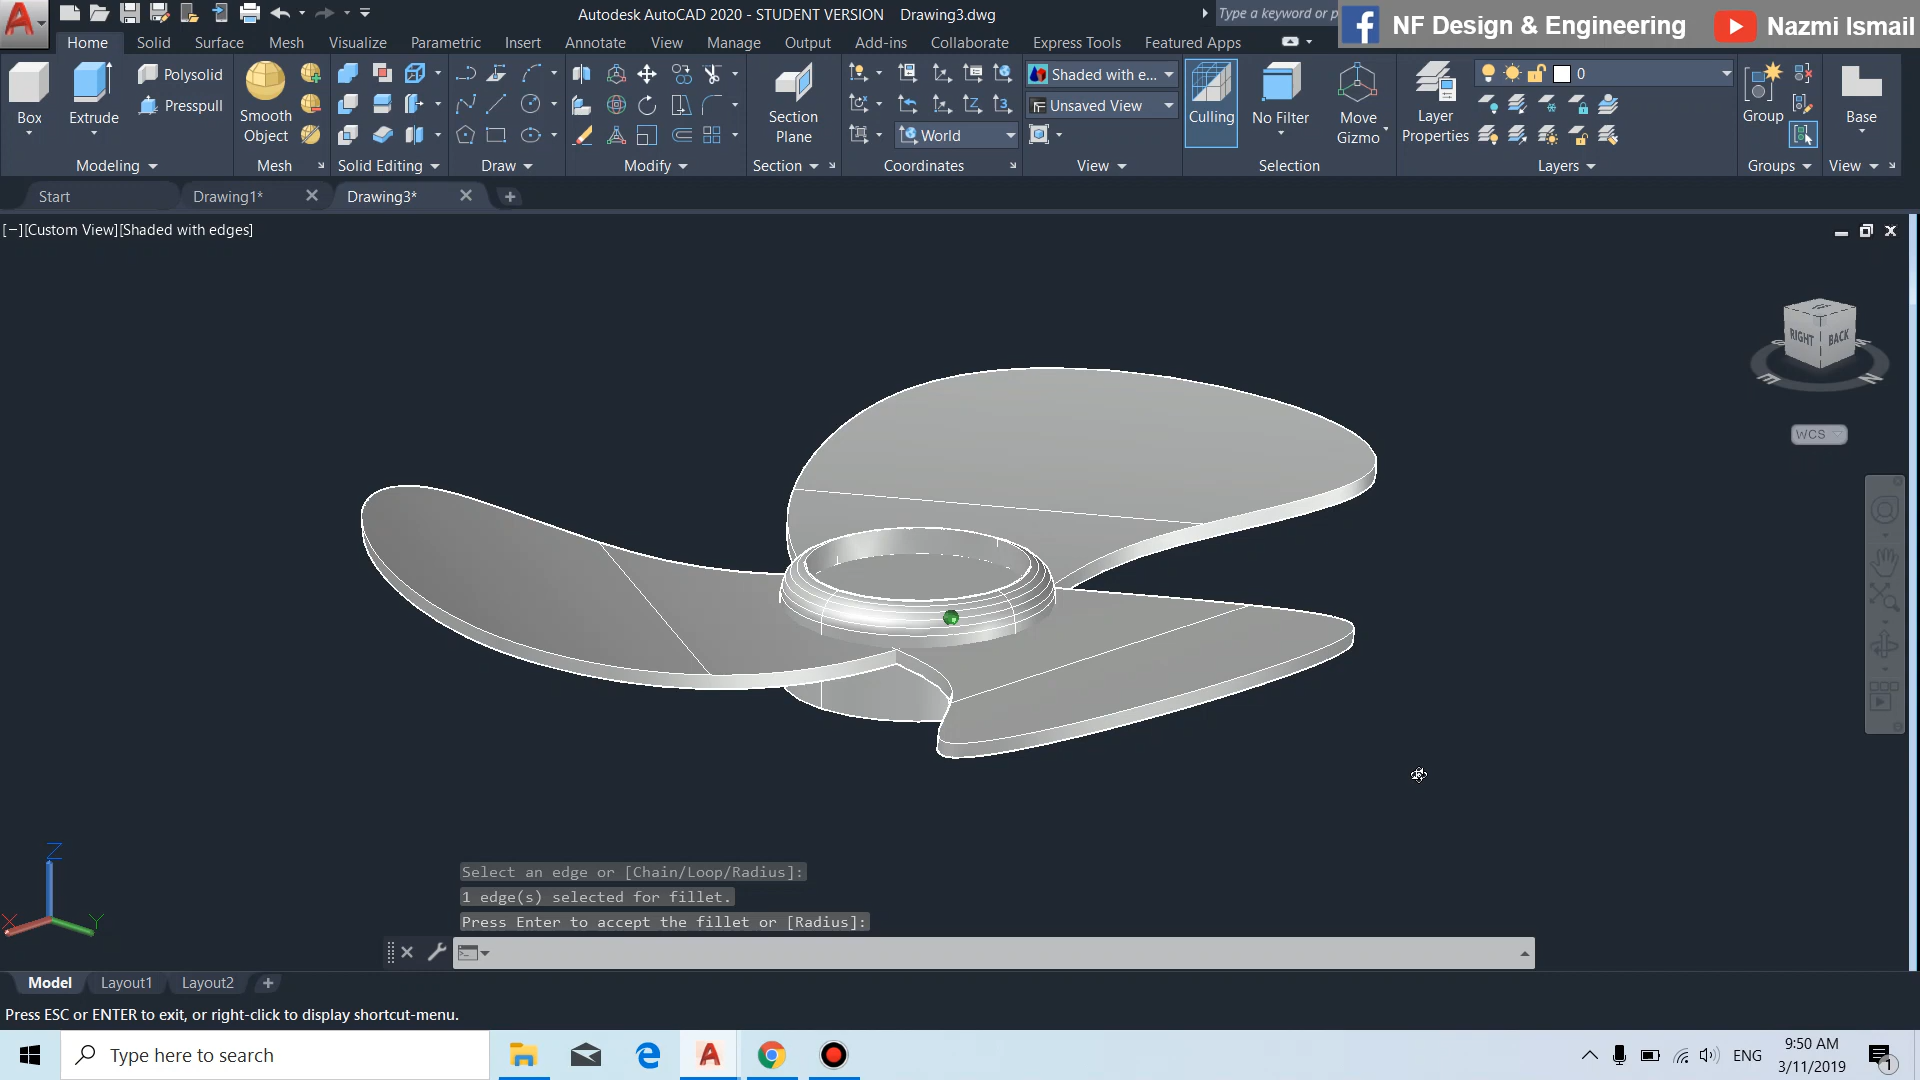 Autodesk AutoCAD 2020 - STUDENT VERSION Drawing3.dwg
Type a keyword or p
NF Design & Engineering
Nazmi Ismail
Home Solid Surface Mesh Visualize Parametric Insert Annotate View Manage Output Add-ins Collaborate Express Tools Featured Apps
Box
Extrude
Polysolid
Presspull
Smooth
Object
Section
Plane
World
Shaded with e...
Unsaved View
Culling
No Filter
Move
Gizmo
Layer
Properties
0
Group
Base
Modeling Mesh Solid Editing Draw Modify Section Coordinates View Selection Layers Groups View
Start Drawing1* Drawing3*
[−][Custom View][Shaded with edges]
RIGHT BACK
WCS
Z
X
Y
Select an edge or [Chain/Loop/Radius]:
1 edge(s) selected for fillet.
Press Enter to accept the fillet or [Radius]:
Model Layout1 Layout2
Press ESC or ENTER to exit, or right-click to display shortcut-menu.
Type here to search
ENG
9:50 AM
3/11/2019
1